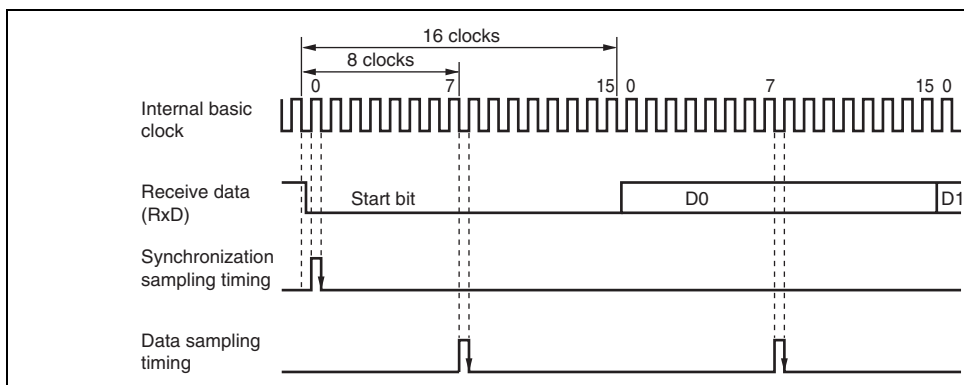 16 clocks
8 clocks
0 7 15 0 7 15 0
Internal basic
clock
Receive data
(RxD)
Start bit D0 D1
Synchronization
sampling timing
Data sampling
timing